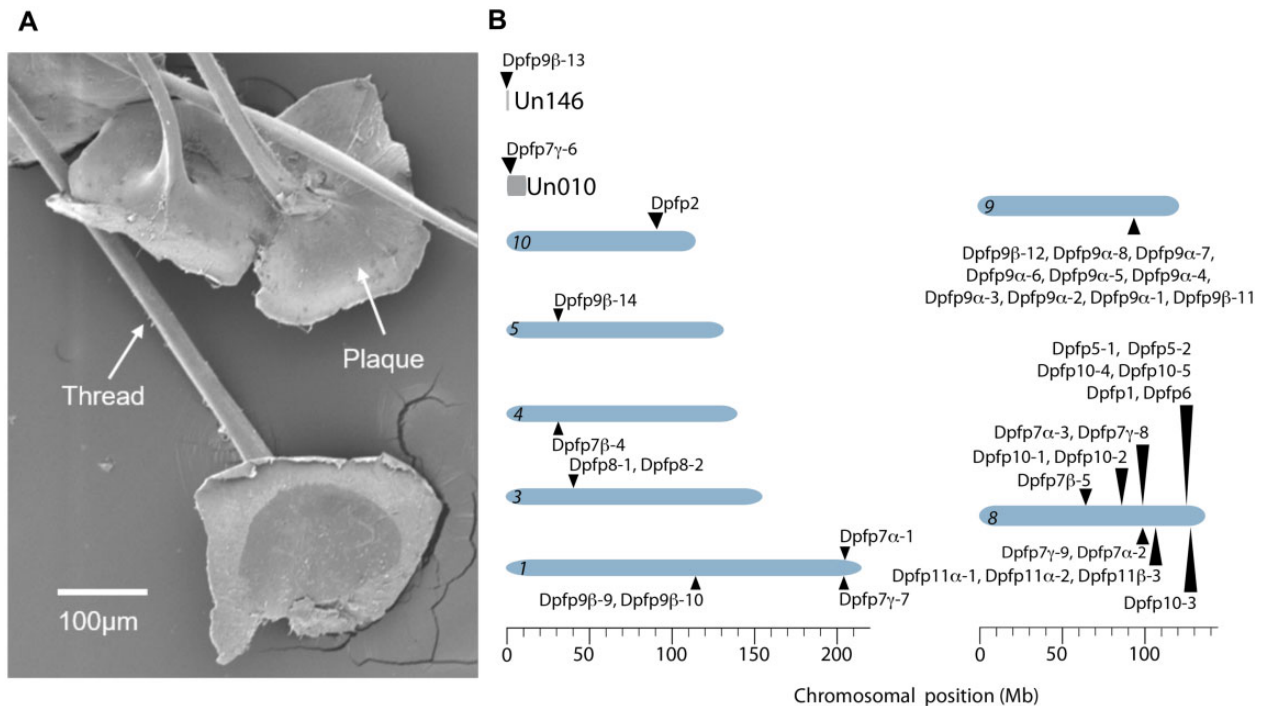 A
Thread
Plaque
100μm
B
Dpfp9β-13
Un146
Dpfp7γ-6
Un010
Dpfp2
10
Dpfp9β-14
5
4
Dpfp7β-4
Dpfp8-1, Dpfp8-2
3
Dpfp7α-1
1
Dpfp9β-9, Dpfp9β-10
Dpfp7γ-7
0 50 100 150 200
9
Dpfp9β-12, Dpfp9α-8, Dpfp9α-7,
Dpfp9α-6, Dpfp9α-5, Dpfp9α-4,
Dpfp9α-3, Dpfp9α-2, Dpfp9α-1, Dpfp9β-11
Dpfp5-1, Dpfp5-2
Dpfp10-4, Dpfp10-5
Dpfp1, Dpfp6
Dpfp7α-3, Dpfp7γ-8
Dpfp10-1, Dpfp10-2
Dpfp7β-5
8
Dpfp7γ-9, Dpfp7α-2
Dpfp11α-1, Dpfp11α-2, Dpfp11β-3
Dpfp10-3
0 50 100
Chromosomal position (Mb)